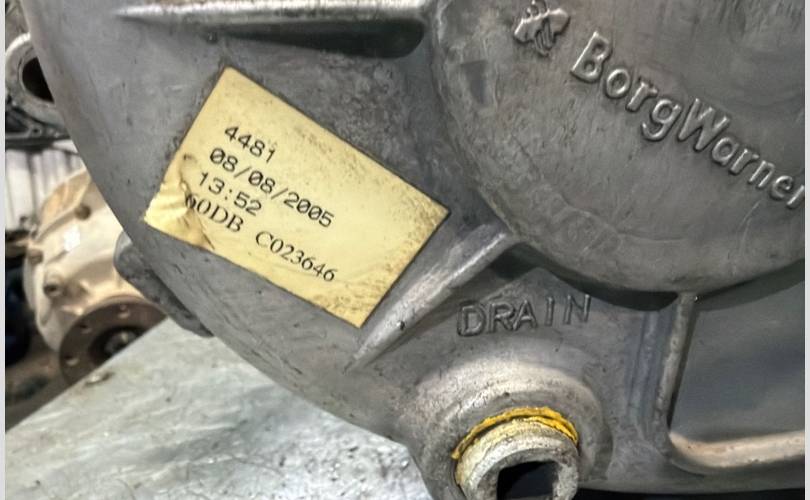 BorgWarner
4481
08/08/2005
13:52
60DB C023646
DRAIN